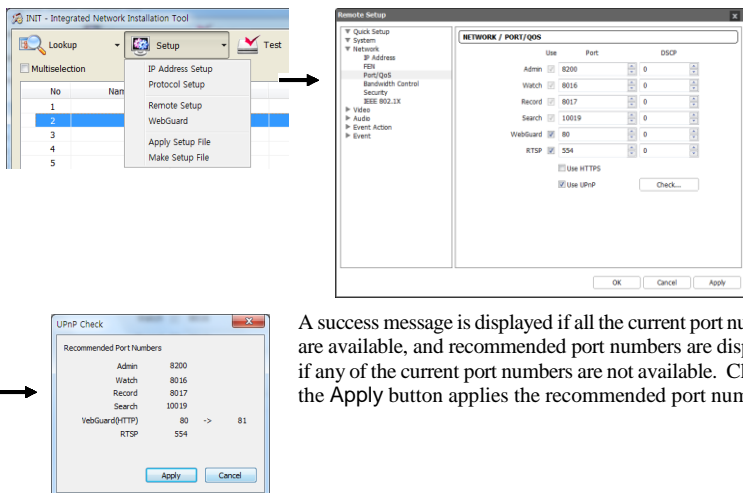 INIT - Integrated Network Installation Tool
Lookup Setup Test
Multiselection
IP Address Setup
Protocol Setup
Remote Setup
WebGuard
Apply Setup File
Make Setup File
No
1
2
3
4
5
Remote Setup
Quick Setup
System
Network
IP Address
FEN
Port/QoS
Bandwidth Control
Security
IEEE 802.1X
Video
Audio
Event Action
Event
NETWORK / PORT/QOS
Use Port DSCP
Admin 8200 0
Watch 8016 0
Record 8017 0
Search 10019 0
WebGuard 80 0
RTSP 554 0
Use HTTPS
Use UPnP Check...
OK Cancel Apply
UPnP Check
Recommended Port Numbers
Admin 8200
Watch 8016
Record 8017
Search 10019
WebGuard(HTTP) 80 -> 81
RTSP 554
Apply Cancel
A success message is displayed if all the current port
are available, and recommended port numbers are
if any of the current port numbers are not available.
the Apply button applies the recommended port